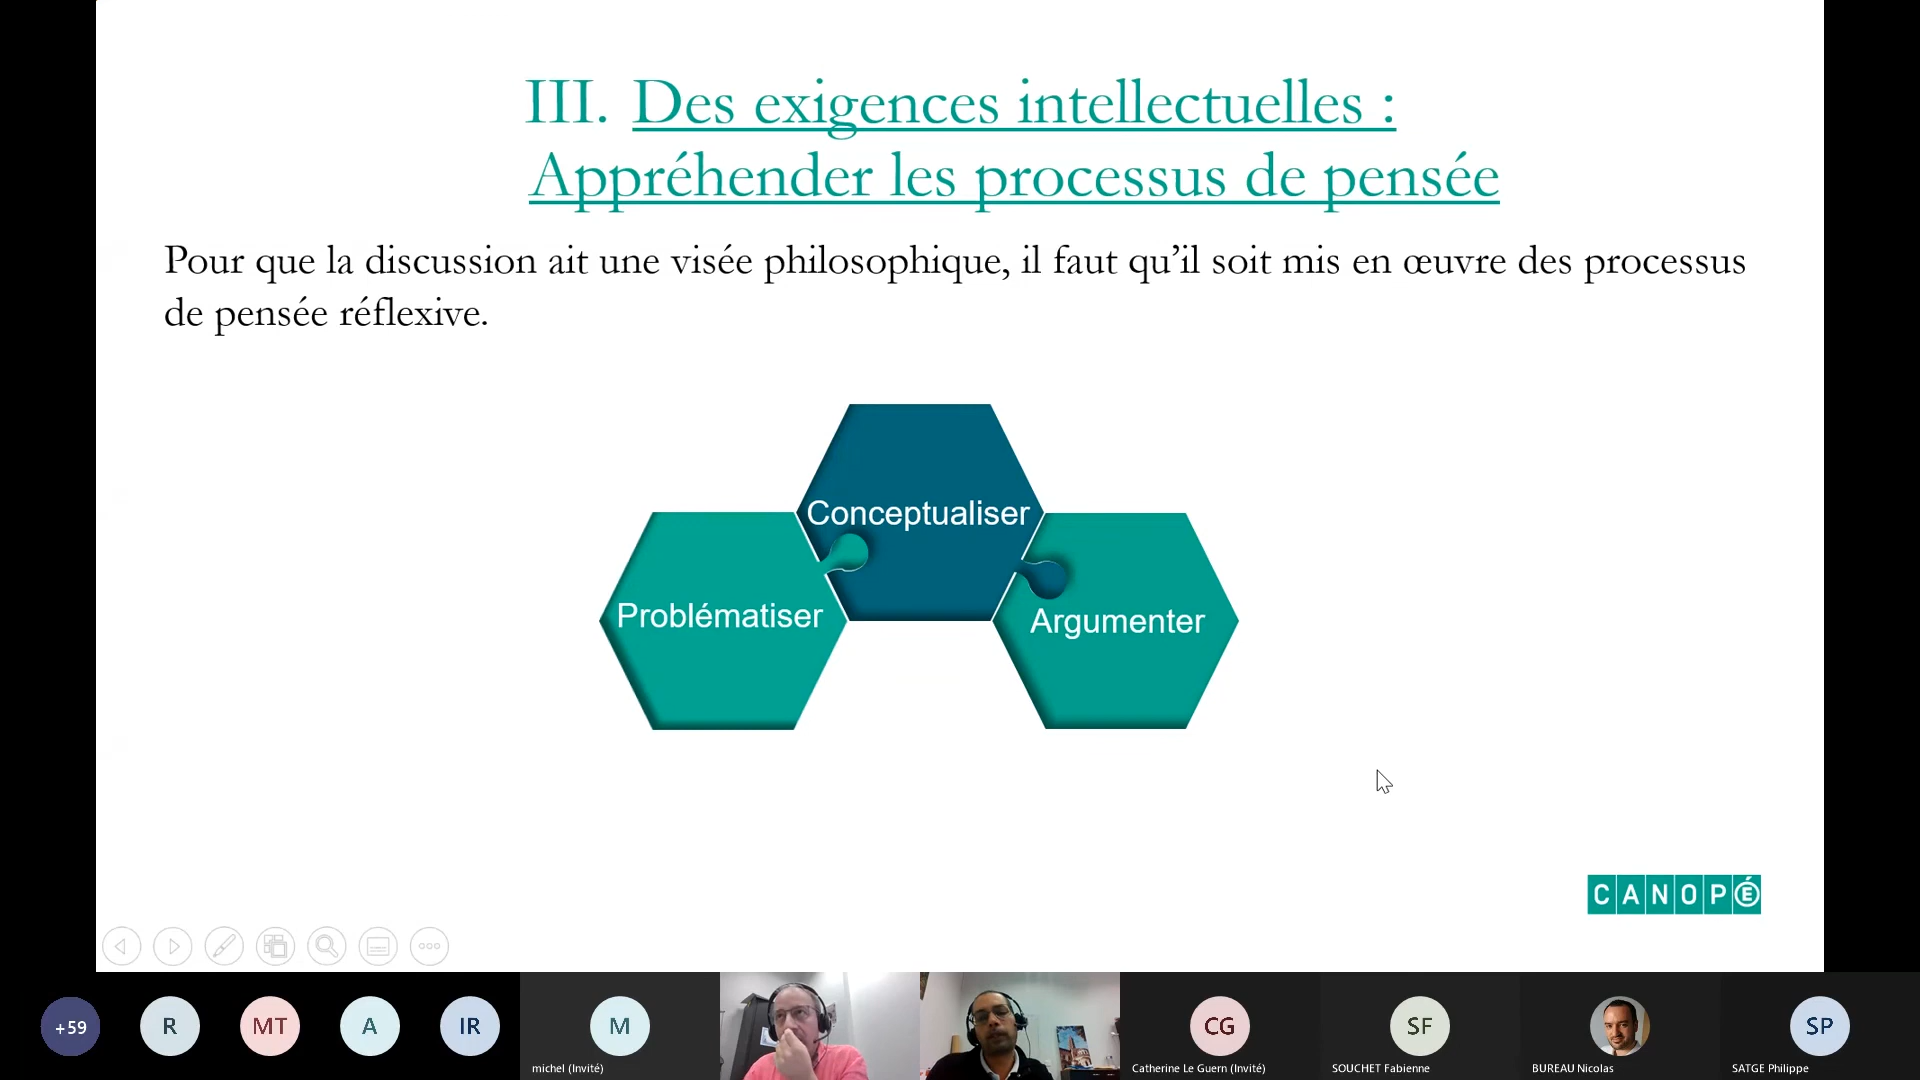 III. Des exigences intellectuelles :
Appréhender les processus de pensée
Pour que la discussion ait une visée philosophique, il faut qu’il soit mis en œuvre des processus
de pensée réflexive.
Conceptualiser
Problématiser
Argumenter
CANOPÉ
+59
R
MT
A
IR
M
CG
SF
SP
michel (Invité)
Catherine Le Guern (Invité)
SOUCHET Fabienne
BUREAU Nicolas
SATGE Philippe